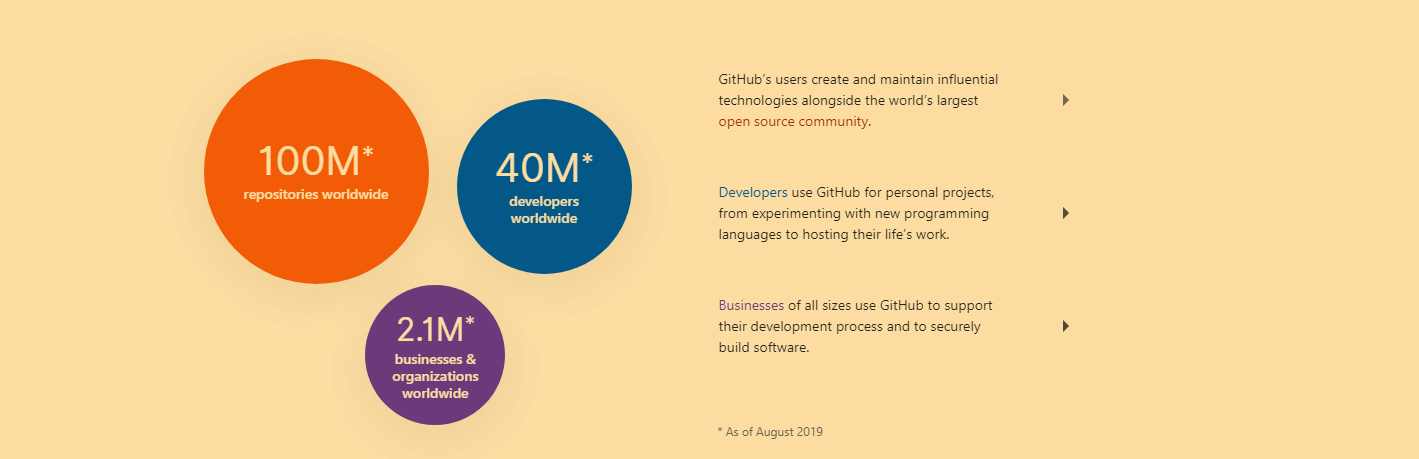 100M*
repositories worldwide
40M*
developers
worldwide
2.1M*
businesses &
organizations
worldwide
GitHub’s users create and maintain influential
technologies alongside the world’s largest
open source community.
Developers use GitHub for personal projects,
from experimenting with new programming
languages to hosting their life’s work.
Businesses of all sizes use GitHub to support
their development process and to securely
build software.
* As of August 2019